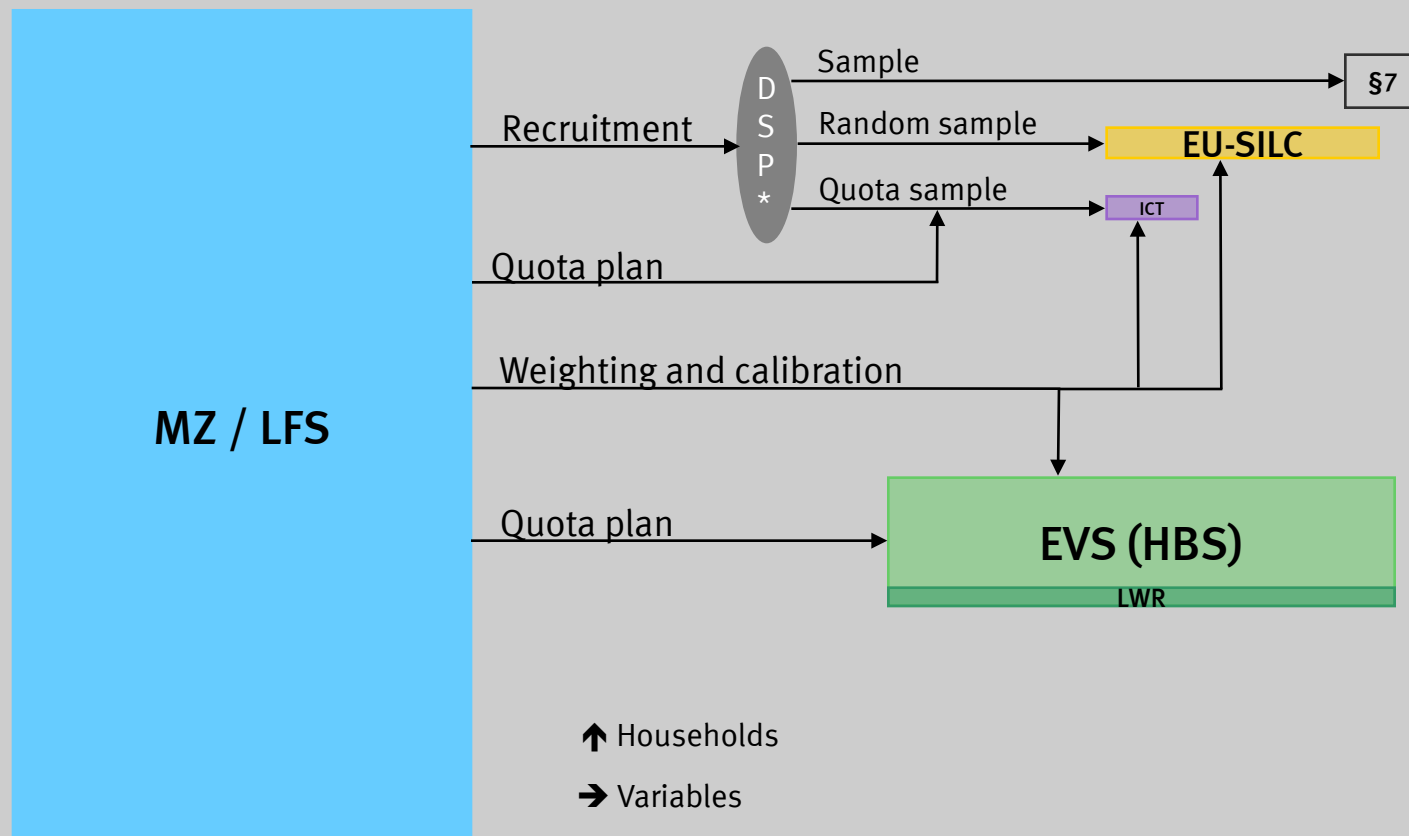 Sample
§7
D
S
P
*
Recruitment
Random sample
EU-SILC
Quota sample
ICT
Quota plan
Weighting and calibration
MZ / LFS
Quota plan
EVS (HBS)
LWR
↑ Households
→ Variables